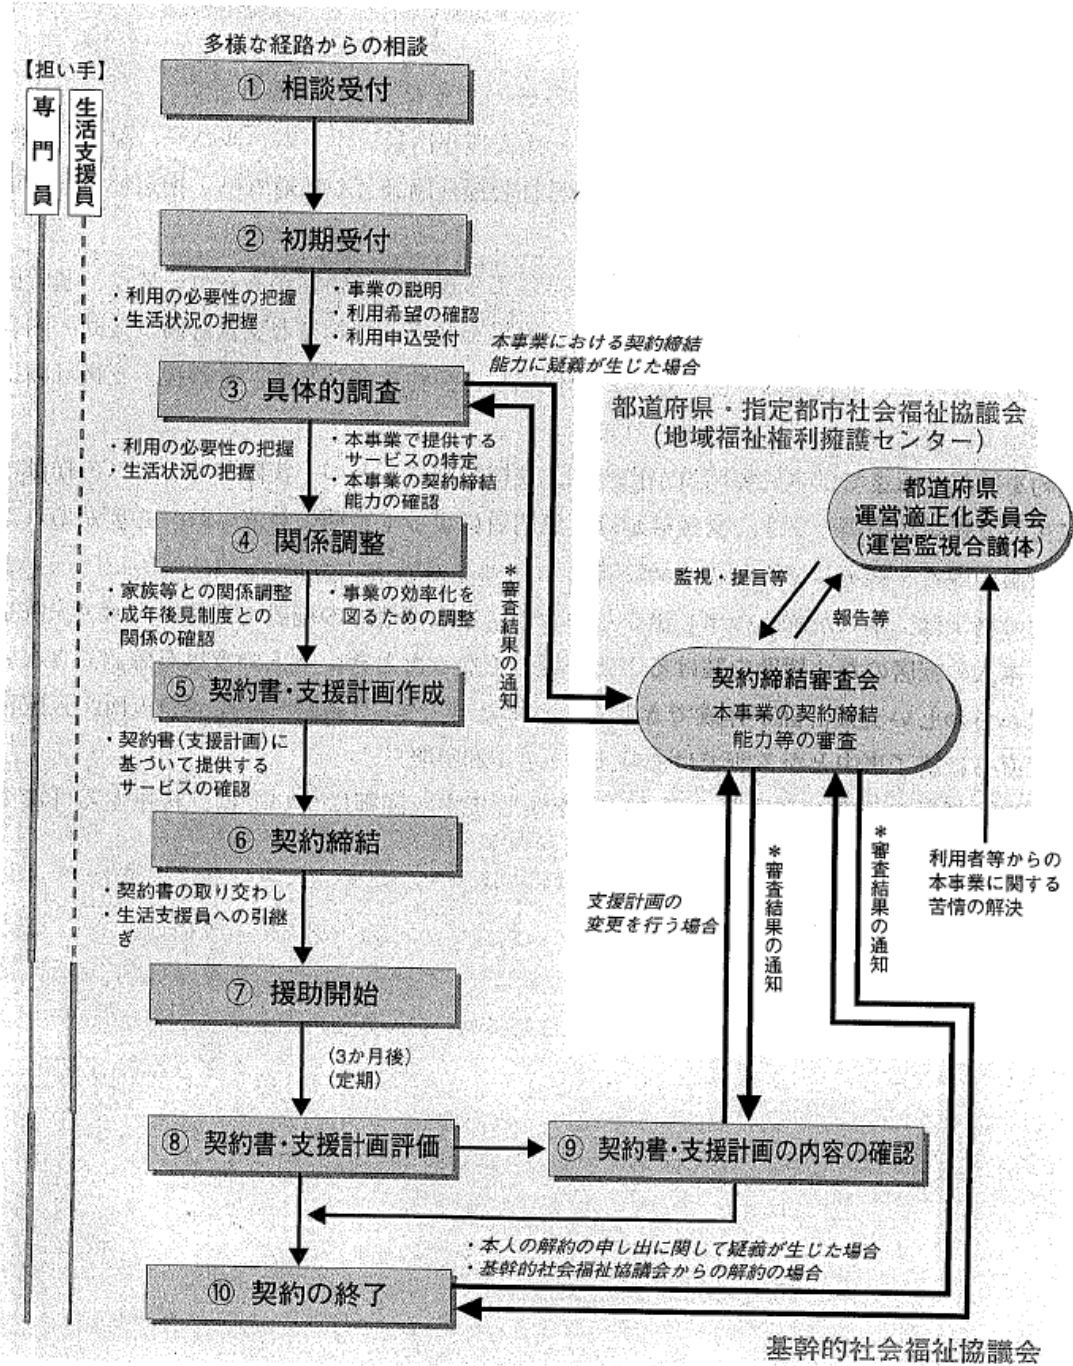 多様な経路からの相談
【担い手】
専門員
生活支援員
① 相談受付
② 初期受付
・利用の必要性の把握
・生活状況の把握
・事業の説明
・利用希望の確認
・利用申込受付
本事業における契約締結
能力に疑義が生じた場合
③ 具体的調査
・利用の必要性の把握
・生活状況の把握
・本事業で提供する
サービスの特定
・本事業の契約締結
能力の確認
都道府県・指定都市社会福祉協議会
(地域福祉権利擁護センター)
都道府県
運営適正化委員会
(運営監視合議体)
④ 関係調整
・家族等との関係調整
・成年後見制度との
関係の確認
・事業の効率化を
図るための調整
*審査結果の通知
監視・提言等
報告等
⑤ 契約書・支援計画作成
契約締結審査会
本事業の契約締結
能力等の審査
・契約書(支援計画)に
基づいて提供する
サービスの確認
⑥ 契約締結
・契約書の取り交わし
・生活支援員への引継
ぎ
支援計画の
変更を行う場合
*審査結果の通知
*審査結果の通知
利用者等からの
本事業に関する
苦情の解決
⑦ 援助開始
(3か月後)
(定期)
⑧ 契約書・支援計画評価
⑨ 契約書・支援計画の内容の確認
・本人の解約の申し出に関して疑義が生じた場合
・基幹的社会福祉協議会からの解約の場合
⑩ 契約の終了
基幹的社会福祉協議会